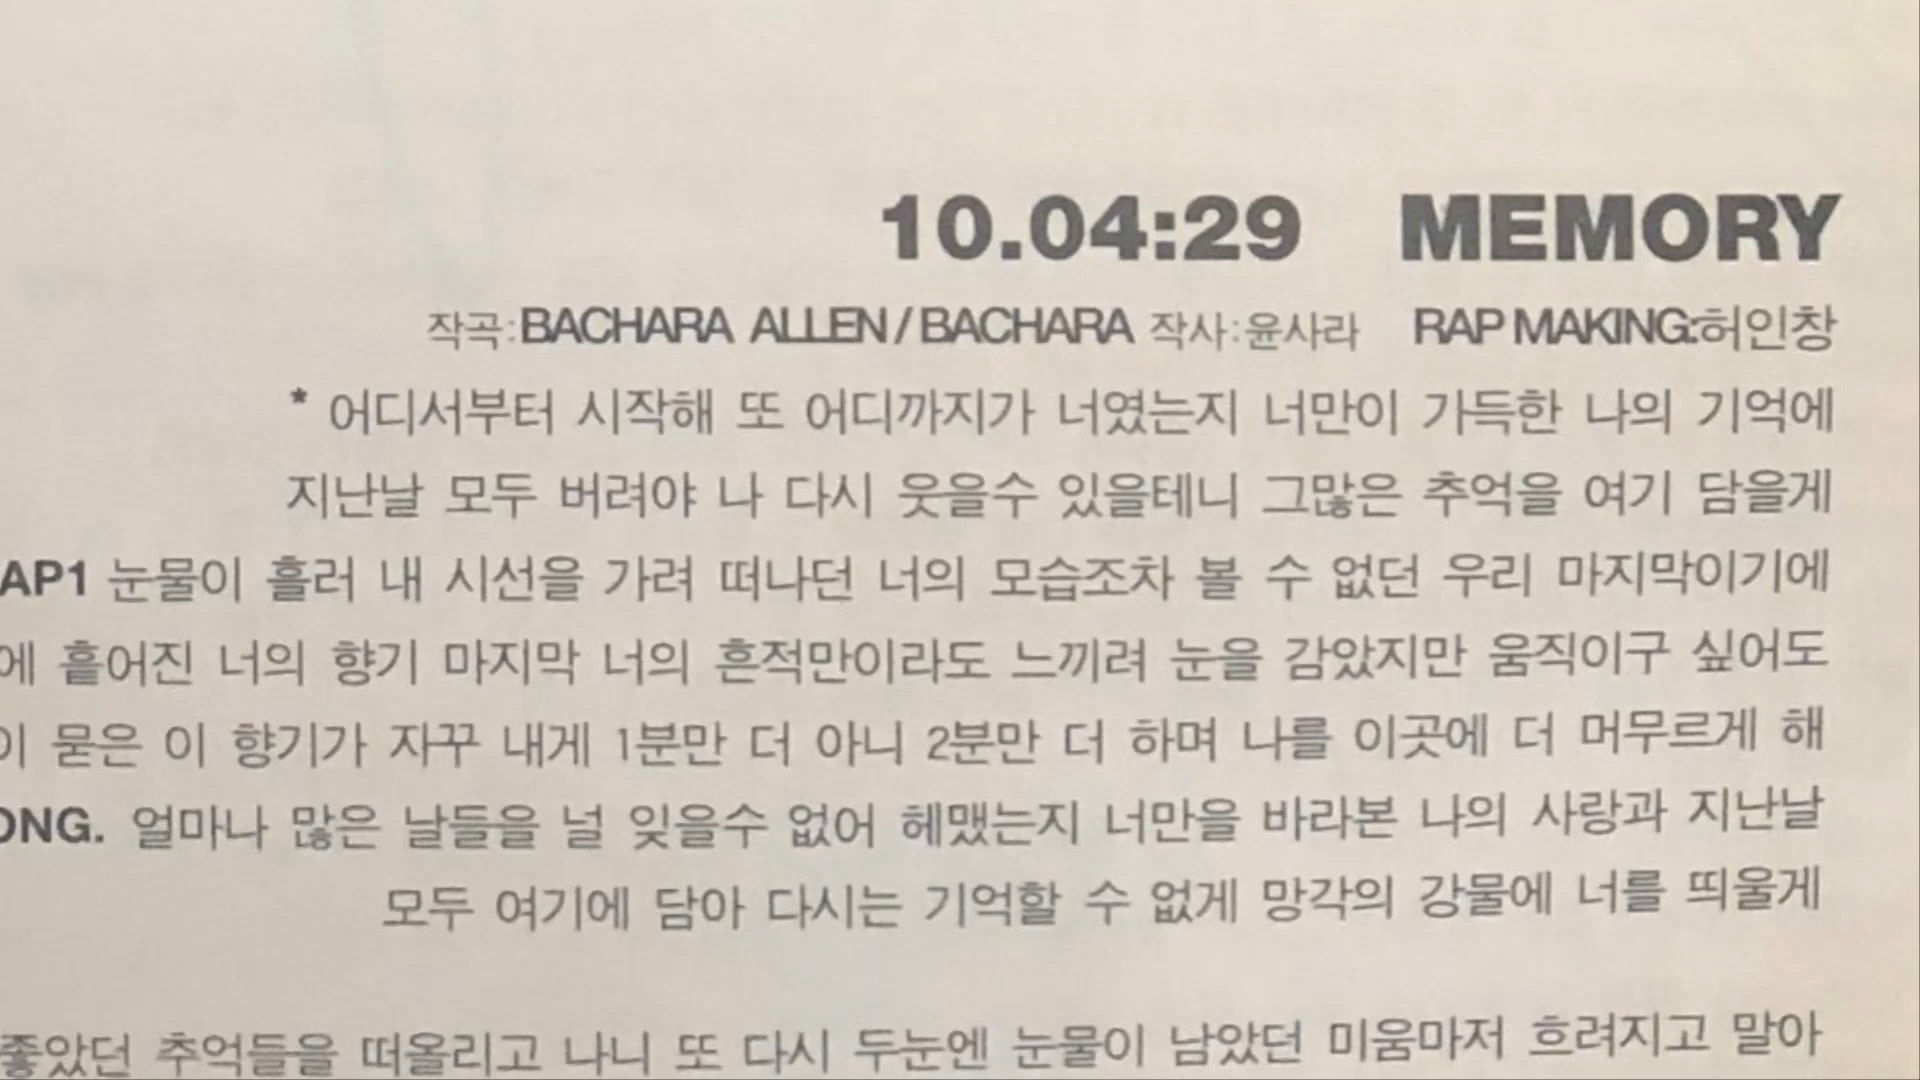 10.04:29 MEMORY
작곡:BACHARA ALLEN/BACHARA 작사:윤사라 RAP MAKING:허인창
* 어디서부터 시작해 또 어디까지가 너였는지 너만이 가득한 나의 기억에
지난날 모두 버려야 나 다시 웃을수 있을테니 그많은 추억을 여기 담을게
AP1 눈물이 흘러 내 시선을 가려 떠나던 너의 모습조차 볼 수 없던 우리 마지막이기에
에 흩어진 너의 향기 마지막 너의 흔적만이라도 느끼려 눈을 감았지만 움직이구 싶어도
이 묻은 이 향기가 자꾸 내게 1분만 더 아니 2분만 더 하며 나를 이곳에 더 머무르게 해
ONG. 얼마나 많은 날들을 널 잊을수 없어 헤맸는지 너만을 바라본 나의 사랑과 지난날
모두 여기에 담아 다시는 기억할 수 없게 망각의 강물에 너를 띄울게
좋았던 추억들을 떠올리고 나니 또 다시 두눈엔 눈물이 남았던 미움마저 흐려지고 말아